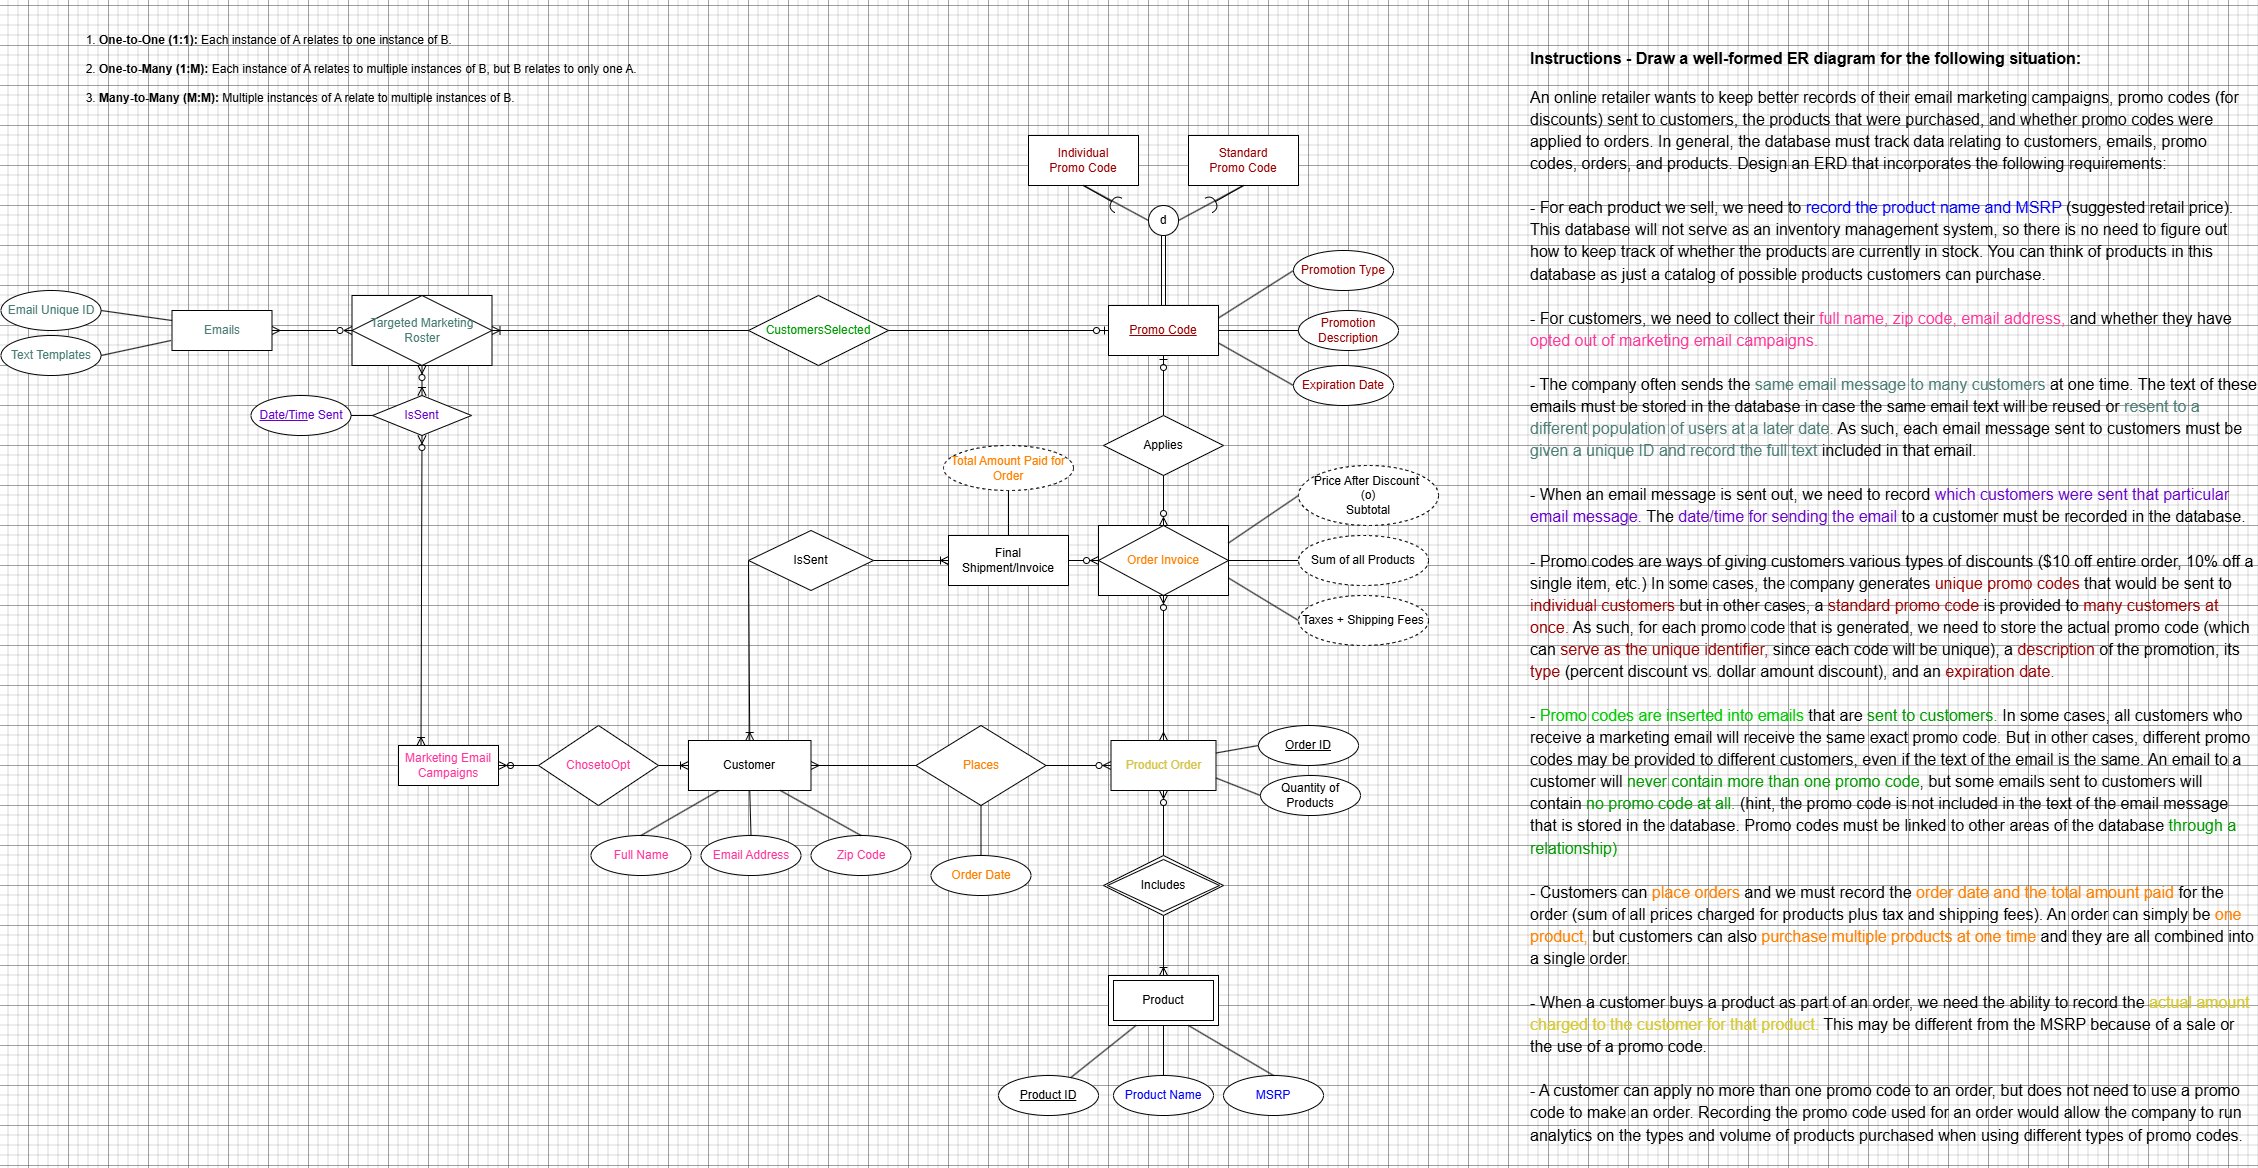 1. One-to-One (1:1): Each instance of A relates to one instance of B.
2. One-to-Many (1:M): Each instance of A relates to multiple instances of B, but B relates to only one A.
3. Many-to-Many (M:M): Multiple instances of A relate to multiple instances of B.
Individual
Promo Code
Standard
Promo Code
d
Promotion Type
Promotion
Description
Expiration Date
Promo Code
CustomersSelected
Targeted Marketing
Roster
Emails
Email Unique ID
Text Templates
Date/Time Sent
IsSent
Applies
Total Amount Paid for
Order
Price After Discount
(o)
Subtotal
IsSent
Final
Shipment/Invoice
Order Invoice
Sum of all Products
Taxes + Shipping Fees
Marketing Email
Campaigns
ChosetoOpt
Customer
Places
Product Order
Order ID
Quantity of
Products
Full Name
Email Address
Zip Code
Order Date
Includes
Product
Product ID
Product Name
MSRP
Instructions - Draw a well-formed ER diagram for the following situation:
An online retailer wants to keep better records of their email marketing campaigns, promo codes (for
discounts) sent to customers, the products that were purchased, and whether promo codes were
applied to orders. In general, the database must track data relating to customers, emails, promo
codes, orders, and products. Design an ERD that incorporates the following requirements:
- For each product we sell, we need to record the product name and MSRP (suggested retail price).
This database will not serve as an inventory management system, so there is no need to figure out
how to keep track of whether the products are currently in stock. You can think of products in this
database as just a catalog of possible products customers can purchase.
- For customers, we need to collect their full name, zip code, email address, and whether they have
opted out of marketing email campaigns.
- The company often sends the same email message to many customers at one time. The text of these
emails must be stored in the database in case the same email text will be reused or resent to a
different population of users at a later date. As such, each email message sent to customers must be
given a unique ID and record the full text included in that email.
- When an email message is sent out, we need to record which customers were sent that particular
email message. The date/time for sending the email to a customer must be recorded in the database.
- Promo codes are ways of giving customers various types of discounts ($10 off entire order, 10% off a
single item, etc.) In some cases, the company generates unique promo codes that would be sent to
individual customers but in other cases, a standard promo code is provided to many customers at
once. As such, for each promo code that is generated, we need to store the actual promo code (which
can serve as the unique identifier, since each code will be unique), a description of the promotion, its
type (percent discount vs. dollar amount discount), and an expiration date.
- Promo codes are inserted into emails that are sent to customers. In some cases, all customers who
receive a marketing email will receive the same exact promo code. But in other cases, different promo
codes may be provided to different customers, even if the text of the email is the same. An email to a
customer will never contain more than one promo code, but some emails sent to customers will
contain no promo code at all. (hint, the promo code is not included in the text of the email message
that is stored in the database. Promo codes must be linked to other areas of the database through a
relationship)
- Customers can place orders and we must record the order date and the total amount paid for the
order (sum of all prices charged for products plus tax and shipping fees). An order can simply be one
product, but customers can also purchase multiple products at one time and they are all combined into
a single order.
- When a customer buys a product as part of an order, we need the ability to record the actual amount
charged to the customer for that product. This may be different from the MSRP because of a sale or
the use of a promo code.
- A customer can apply no more than one promo code to an order, but does not need to use a promo
code to make an order. Recording the promo code used for an order would allow the company to run
analytics on the types and volume of products purchased when using different types of promo codes.